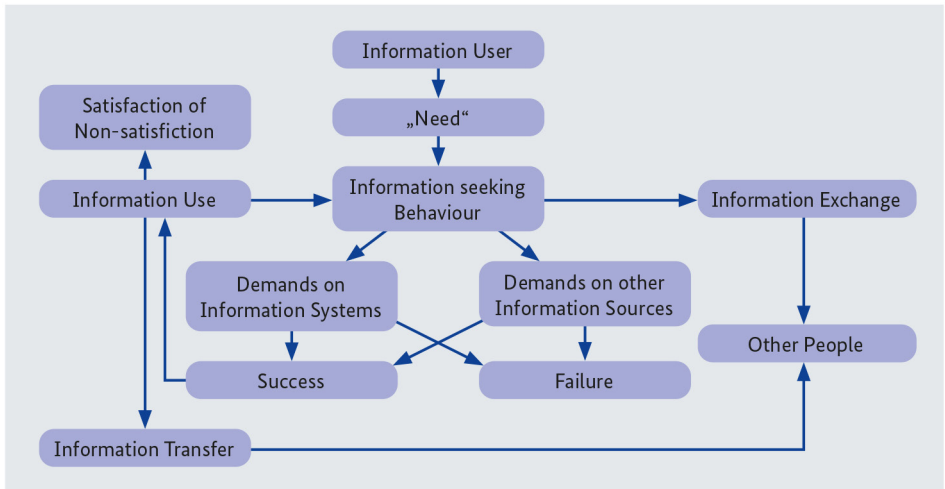 Information User
Satisfaction of
Non-satisfiction
„Need“
Information Use
Information seeking
Behaviour
Information Exchange
Demands on
Information Systems
Demands on other
Information Sources
Other People
Success
Failure
Information Transfer